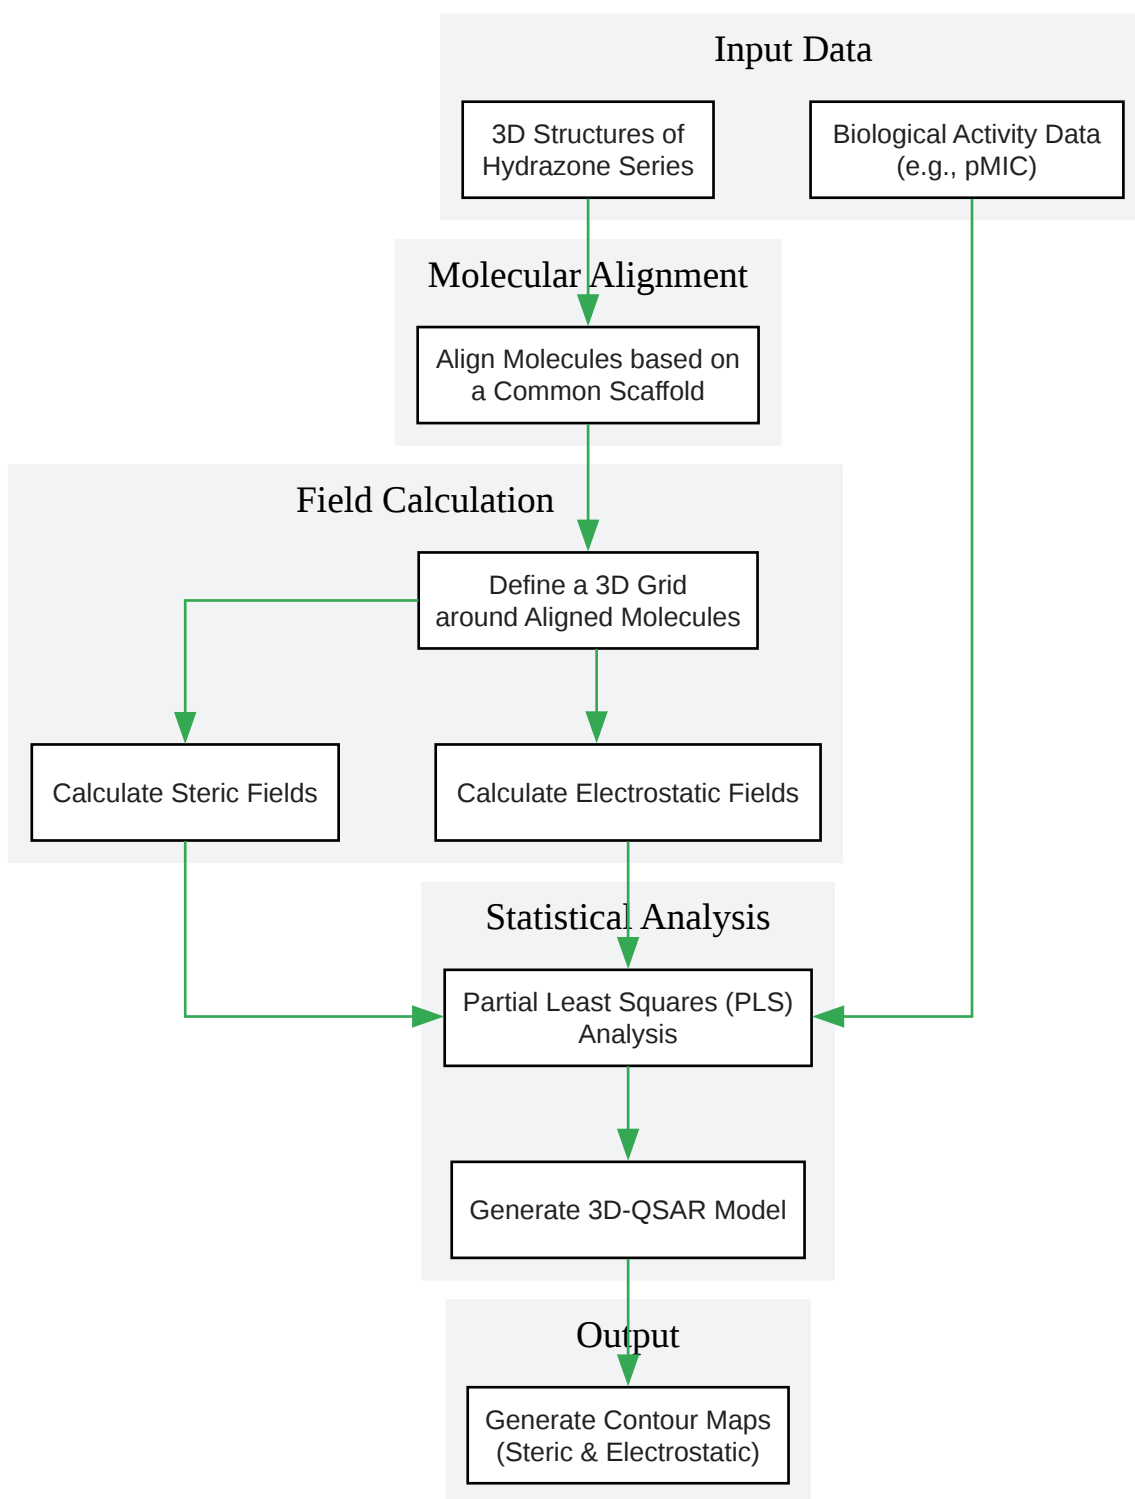 Input Data
3D Structures of
Hydrazone Series
Biological Activity Data
(e.g., pMIC)
Molecular Alignment
Align Molecules based on
a Common Scaffold
Field Calculation
Define a 3D Grid
around Aligned Molecules
Calculate Steric Fields
Calculate Electrostatic Fields
Statistical Analysis
Partial Least Squares (PLS)
Analysis
Generate 3D-QSAR Model
Output
Generate Contour Maps
(Steric & Electrostatic)